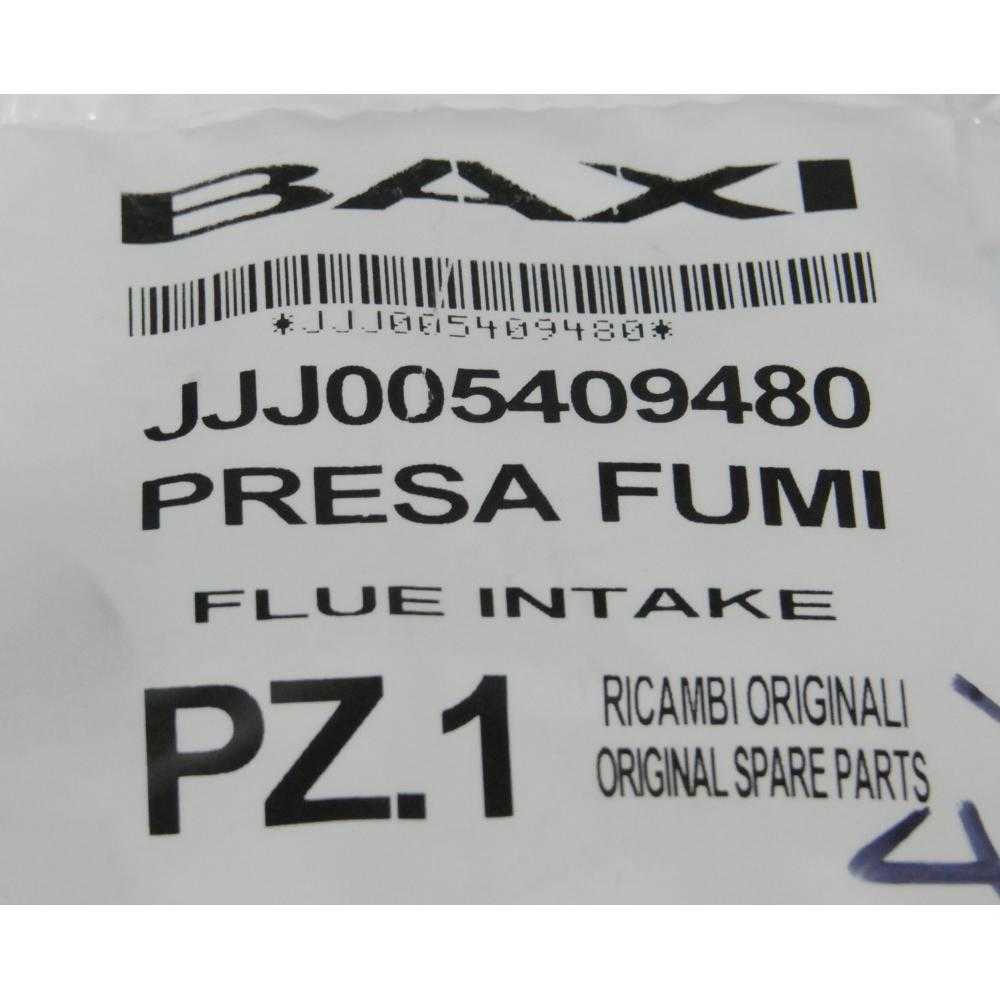 BAXI
*JJJ005409480*
JJJ005409480
PRESA FUMI
FLUE INTAKE
PZ.1
RICAMBI ORIGINALI
ORIGINAL SPARE PARTS